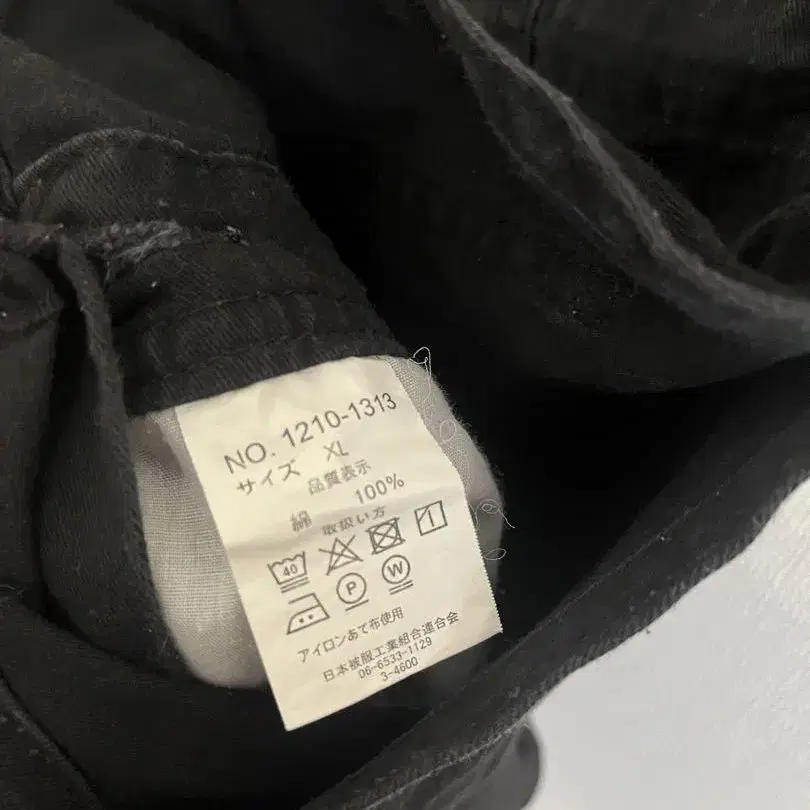 NO. 1210-1313
サイズ XL
品質表示
綿 100%
取扱い方
40
P W
アイロンあて布使用
日本被服工業組合連合会
06-6533-1129
3-4600